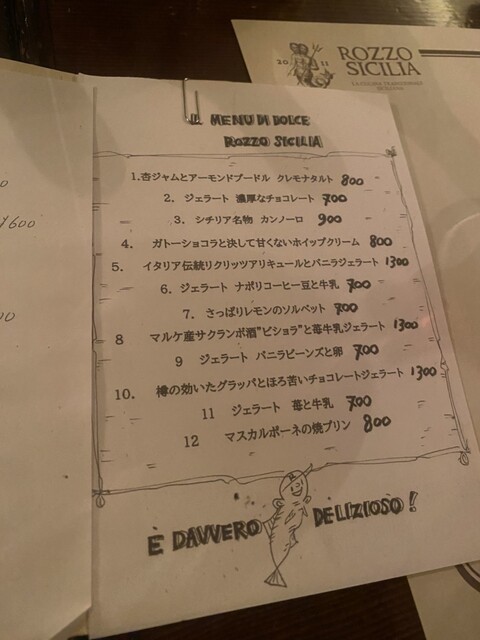 ROZZO
SICILIA
20 11
IL MENU DI DOLCE
ROZZO SICILIA
1.杏ジャムとアーモンドプードル クレモナタルト 800
2. ジェラート 濃厚なチョコレート 700
3. シチリア名物 カンノーロ 900
4. ガトーショコラと決して甘くないホイップクリーム 800
5. イタリア伝統リクリッツアリキュールとバニラジェラート 1300
6. ジェラート ナポリコーヒー豆と牛乳 700
7. さっぱりレモンのソルベット 700
8 マルケ産サクランボ酒"ビショラ"と苺牛乳ジェラート 1300
9 ジェラート バニラビーンズと卵 700
10. 樽の効いたグラッパとほろ苦いチョコレートジェラート 1300
11 ジェラート 苺と牛乳 700
12 マスカルポーネの焼プリン 800
È DAVVERO DELIZIOSO!